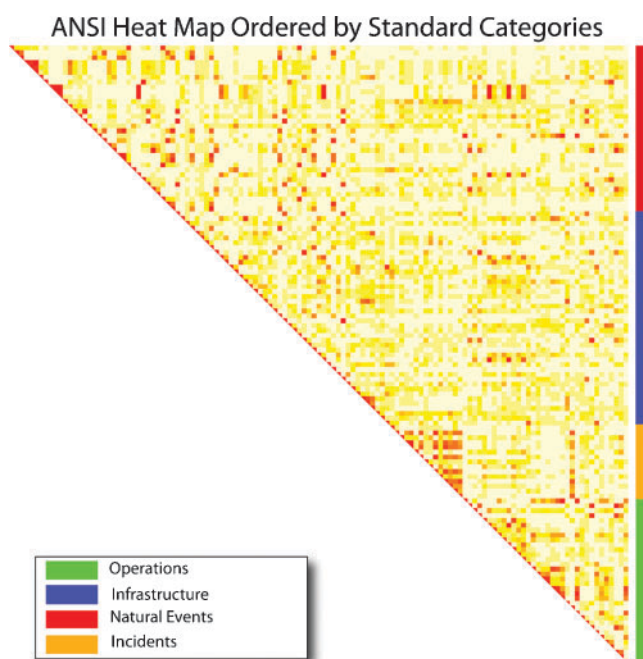 ANSI Heat Map Ordered by Standard Categories
Operations
Infrastructure
Natural Events
Incidents